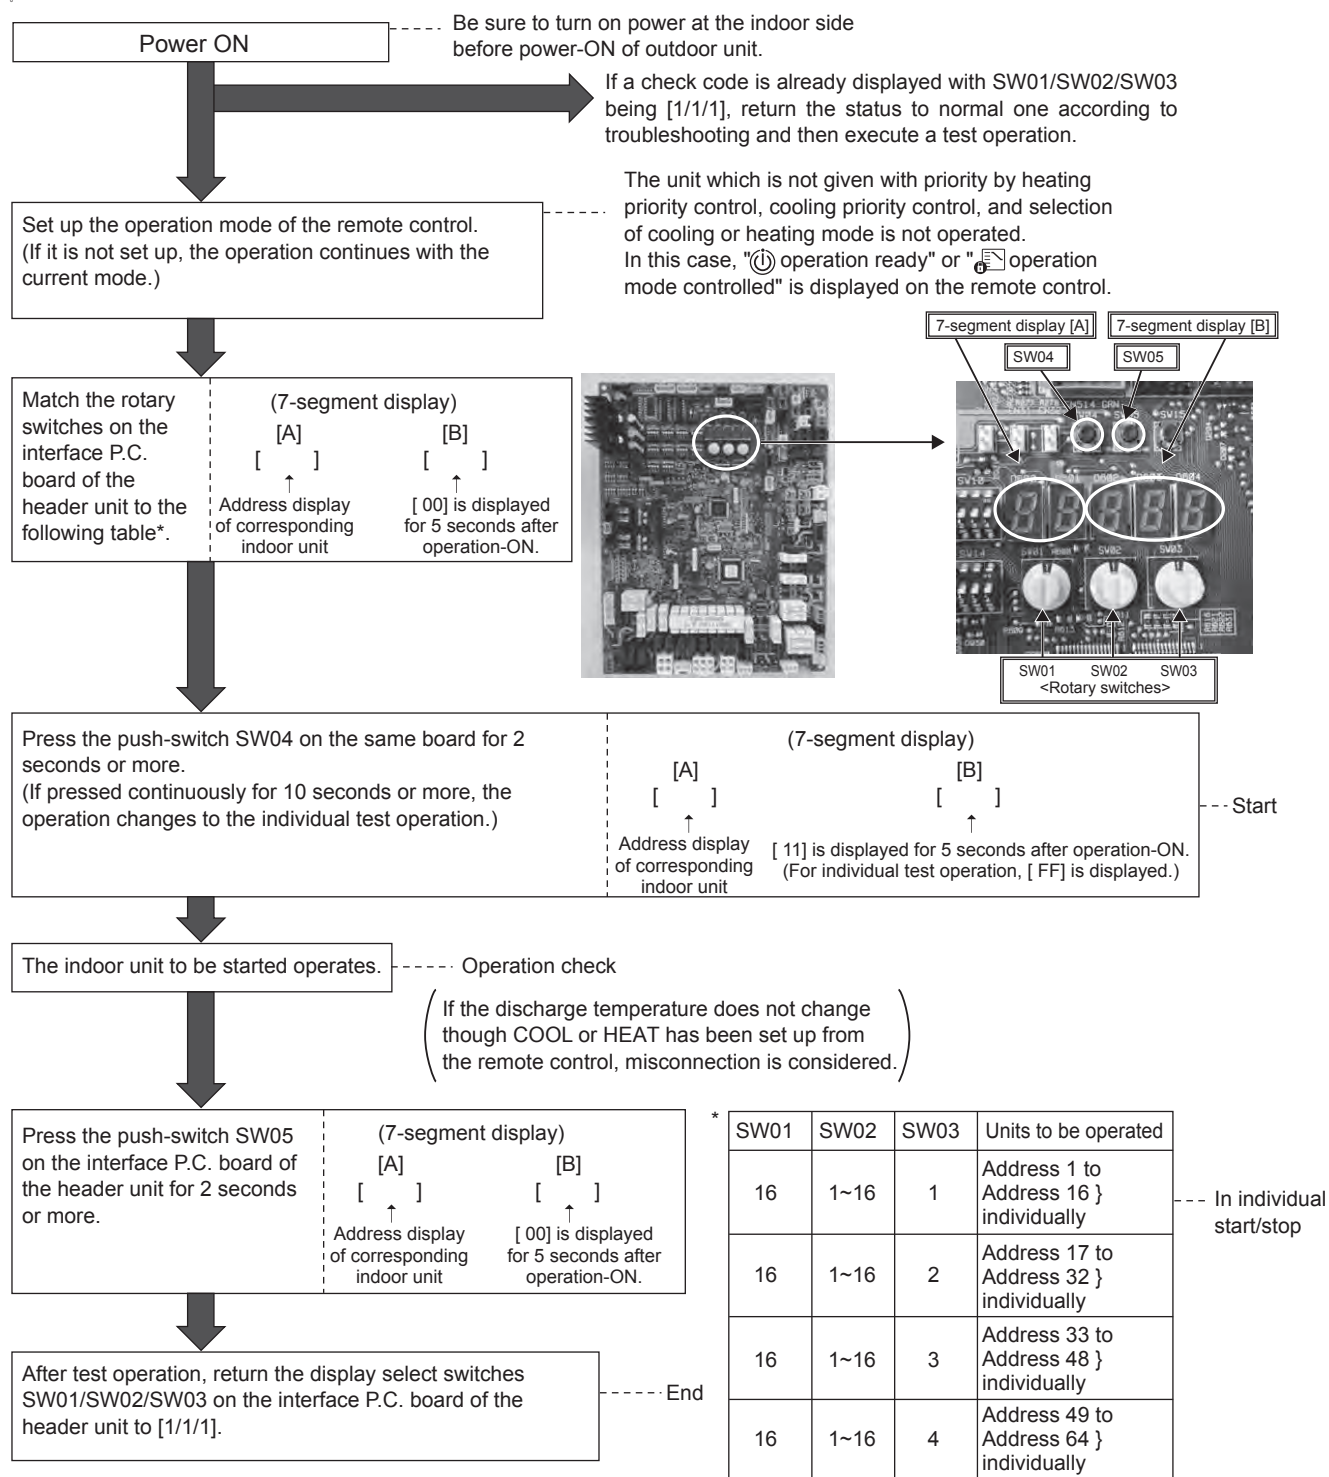 Power ON
Be sure to turn on power at the indoor side
before power-ON of outdoor unit.
If a check code is already displayed with SW01/SW02/SW03
being [1/1/1], return the status to normal one according to
troubleshooting and then execute a test operation.
Set up the operation mode of the remote control.
(If it is not set up, the operation continues with the
current mode.)
The unit which is not given with priority by heating
priority control, cooling priority control, and selection
of cooling or heating mode is not operated.
In this case, " operation ready" or " operation
mode controlled" is displayed on the remote control.
Match the rotary
switches on the
interface P.C.
board of the
header unit to the
following table*.
(7-segment display)
[A] [B]
[ ] [ ]
Address display
of corresponding
indoor unit
[ 00] is displayed
for 5 seconds after
operation-ON.
7-segment display [A]
7-segment display [B]
SW04
SW05
SW01 SW02 SW03
<Rotary switches>
Press the push-switch SW04 on the same board for 2
seconds or more.
(If pressed continuously for 10 seconds or more, the
operation changes to the individual test operation.)
(7-segment display)
[A] [B]
[ ] [ ]
Address display
of corresponding
indoor unit
[ 11] is displayed for 5 seconds after operation-ON.
(For individual test operation, [ FF] is displayed.)
Start
The indoor unit to be started operates.
Operation check
If the discharge temperature does not change
though COOL or HEAT has been set up from
the remote control, misconnection is considered.
Press the push-switch SW05
on the interface P.C. board of
the header unit for 2 seconds
or more.
(7-segment display)
[A] [B]
[ ] [ ]
Address display
of corresponding
indoor unit
[ 00] is displayed
for 5 seconds after
operation-ON.
After test operation, return the display select switches
SW01/SW02/SW03 on the interface P.C. board of the
header unit to [1/1/1].
End
*
SW01 SW02 SW03 Units to be operated
16 1~16 1 Address 1 to
Address 16 }
individually
16 1~16 2 Address 17 to
Address 32 }
individually
16 1~16 3 Address 33 to
Address 48 }
individually
16 1~16 4 Address 49 to
Address 64 }
individually
In individual
start/stop